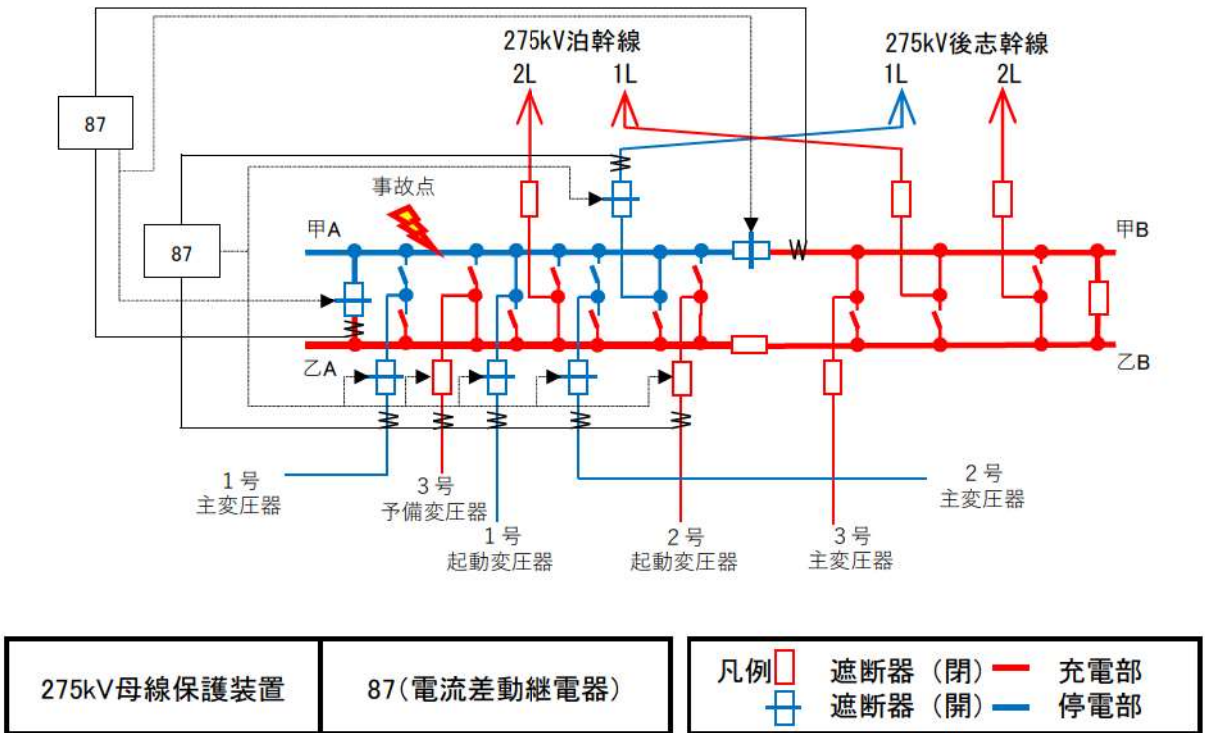 275kV泊幹線
2L 1L
275kV後志幹線
1L 2L
87
87
事故点
甲A
甲B
乙A
乙B
1号
主変圧器
3号
予備変圧器
1号
起動変圧器
2号
起動変圧器
3号
主変圧器
2号
主変圧器
275kV母線保護装置
87(電流差動継電器)
凡例 遮断器(閉) 充電部
遮断器(開) 停電部